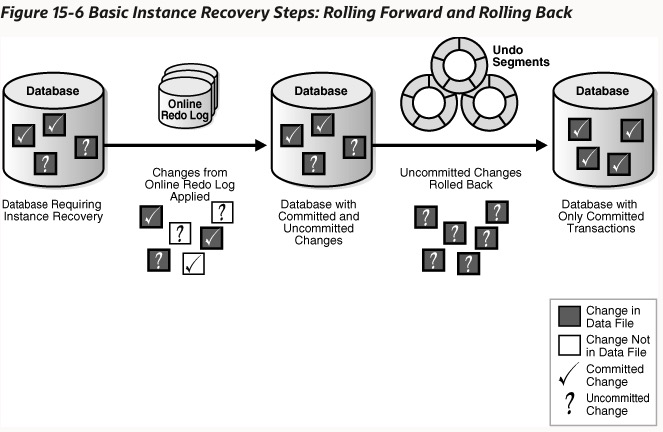 Figure 15-6 Basic Instance Recovery Steps: Rolling Forward and Rolling Back
Database
Online
Redo Log
Database
Undo
Segments
Database
Database Requiring
Instance Recovery
Changes from
Online Redo Log
Applied
Database with
Committed and
Uncommitted
Changes
Uncommitted Changes
Rolled Back
Database with
Only Committed
Transactions
? ?
?
?
?
? ?
? ?
? ?
? ?
Change in
Data File
Change Not
in Data File
Committed
Change
? Uncommitted
Change